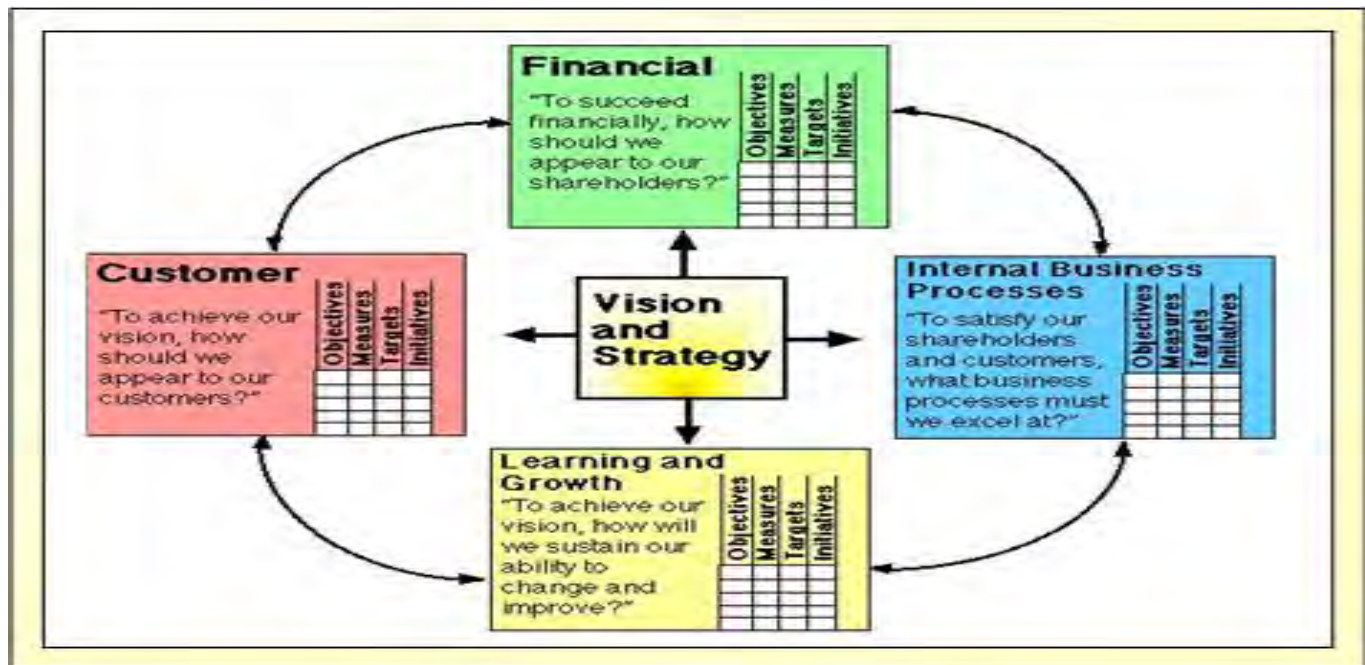 Financial
"To succeed
financially, how
should we
appear to our
shareholders?"
Objectives
Measures
Targets
Initiatives
Customer
"To achieve our
vision, how
should we
appear to our
customers?"
Objectives
Measures
Targets
Initiatives
Vision
and
Strategy
Internal Business
Processes
"To satisfy our
shareholders
and customers,
what business
processes must
we excel at?"
Objectives
Measures
Targets
Initiatives
Learning and
Growth
"To achieve our
vision, how will
we sustain our
ability to
change and
improve?"
Objectives
Measures
Targets
Initiatives